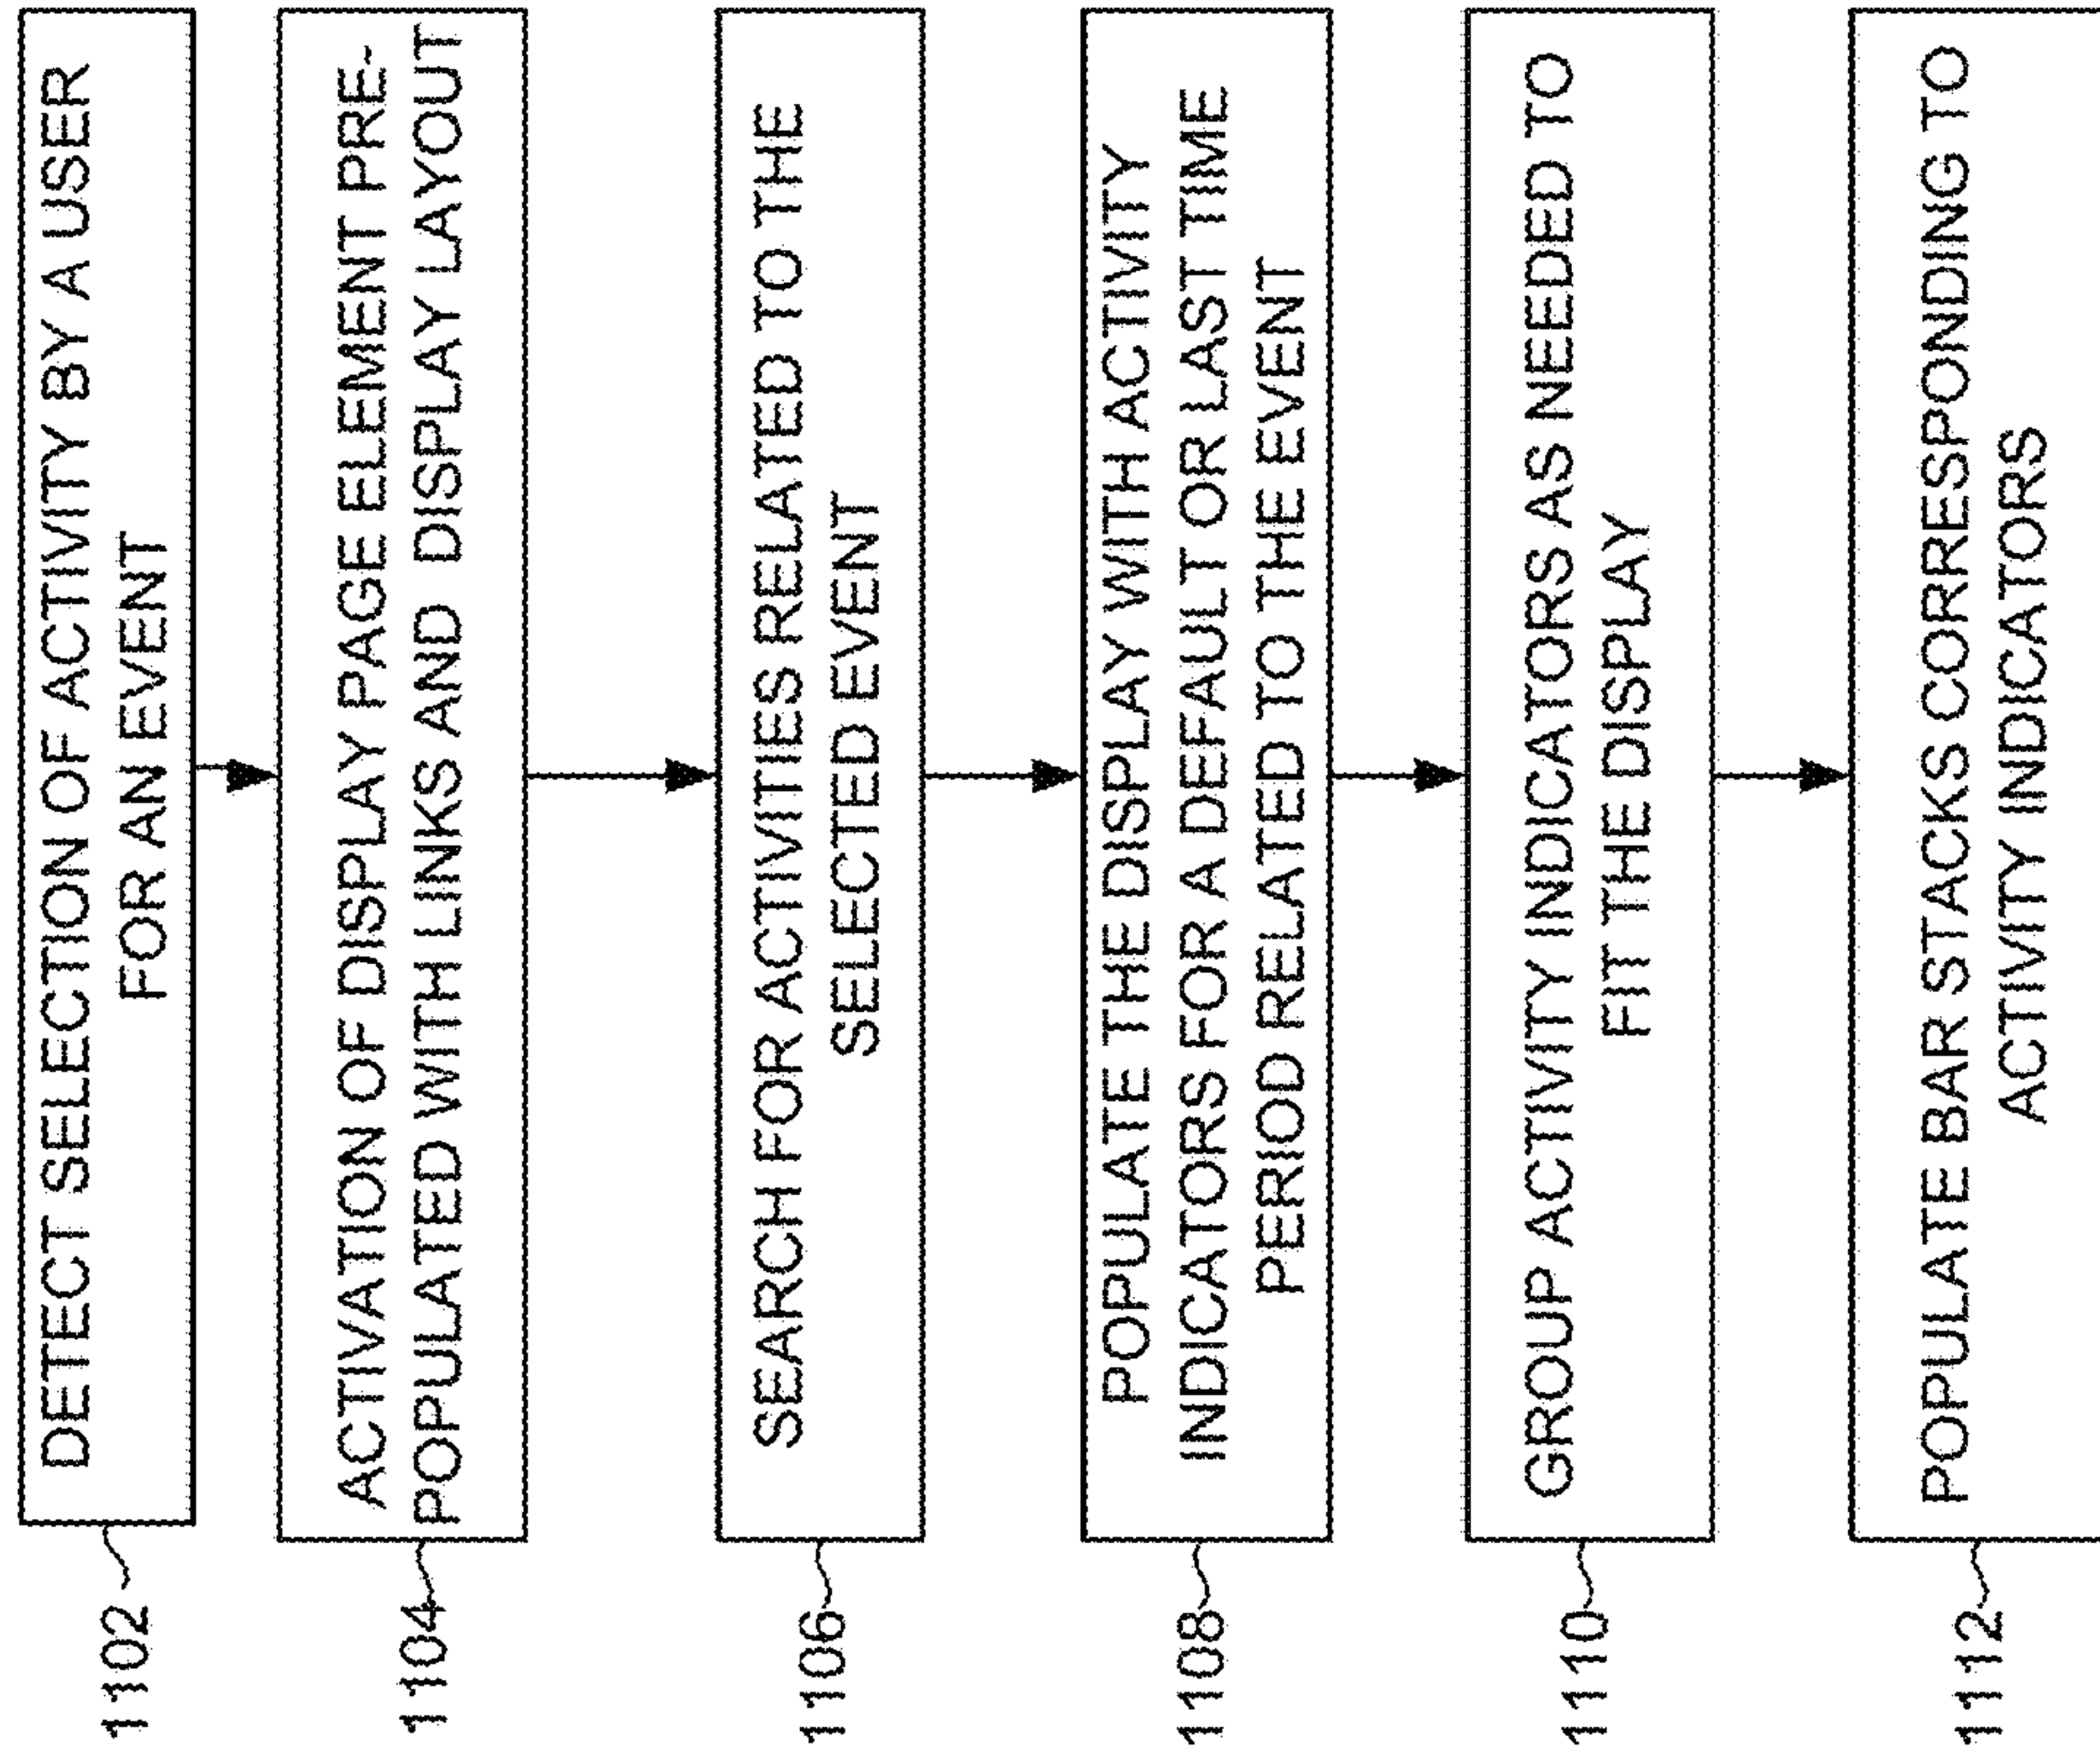 1102
DETECT SELECTION OF ACTIVITY BY A USER
FOR AN EVENT
1104
ACTIVATION OF DISPLAY PAGE ELEMENT PRE-
POPULATED WITH LINKS AND DISPLAY LAYOUT
1106
SEARCH FOR ACTIVITIES RELATED TO THE
SELECTED EVENT
1108
POPULATE THE DISPLAY WITH ACTIVITY
INDICATORS FOR A DEFAULT OR LAST TIME
PERIOD RELATED TO THE EVENT
1110
GROUP ACTIVITY INDICATORS AS NEEDED TO
FIT THE DISPLAY
1112
POPULATE BAR STACKS CORRESPONDING TO
ACTIVITY INDICATORS